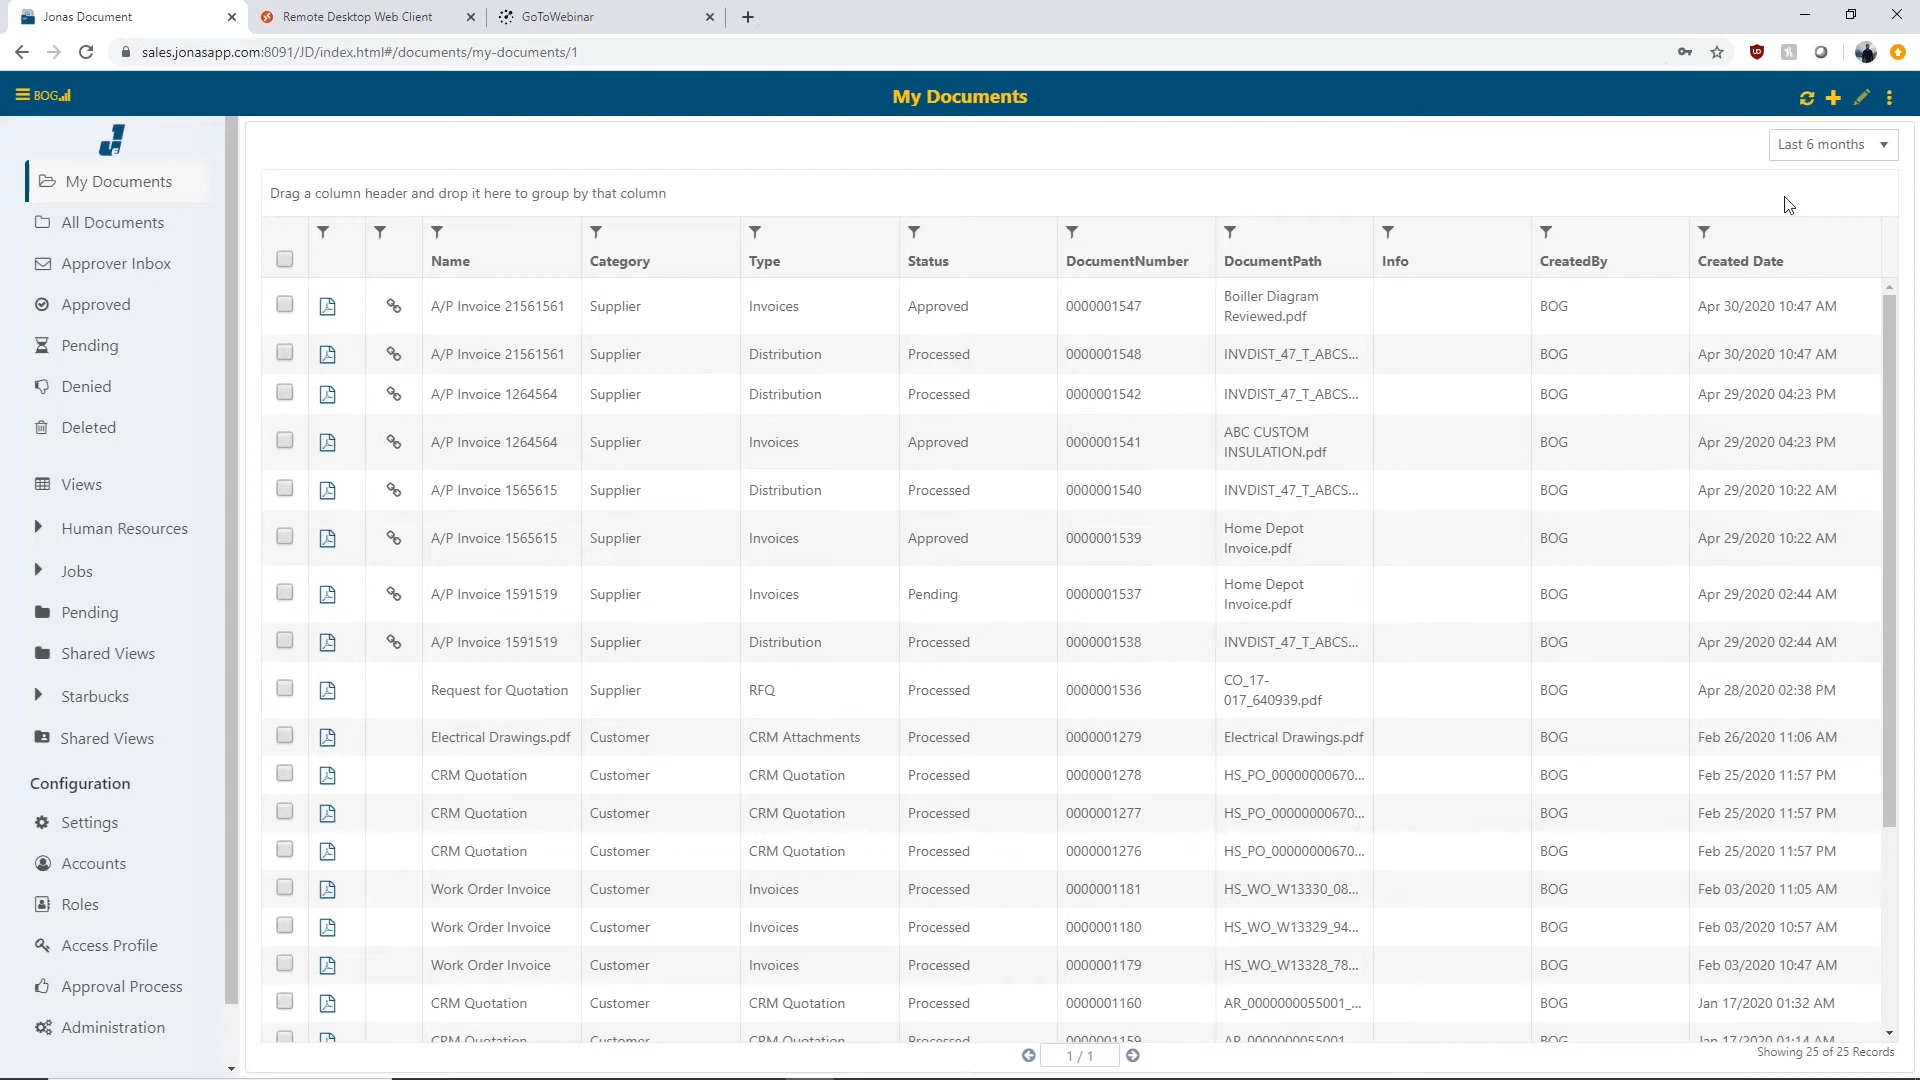 Jonas Document
Remote Desktop Web Client
GoToWebinar
sales.jonasapp.com:8091/JD/index.html#/documents/my-documents/1
BOG
My Documents
My Documents
All Documents
Approver Inbox
Approved
Pending
Denied
Deleted
Views
Human Resources
Jobs
Pending
Shared Views
Starbucks
Shared Views
Configuration
Settings
Accounts
Roles
Access Profile
Approval Process
Administration
Last 6 months
Drag a column header and drop it here to group by that column
Name Category Type Status DocumentNumber DocumentPath Info CreatedBy Created Date
A/P Invoice 21561561 Supplier Invoices Approved 0000001547 Boiller Diagram Reviewed.pdf BOG Apr 30/2020 10:47 AM
A/P Invoice 21561561 Supplier Distribution Processed 0000001548 INVDIST_47_T_ABCS... BOG Apr 30/2020 10:47 AM
A/P Invoice 1264564 Supplier Distribution Processed 0000001542 INVDIST_47_T_ABCS... BOG Apr 29/2020 04:23 PM
A/P Invoice 1264564 Supplier Invoices Approved 0000001541 ABC CUSTOM INSULATION.pdf BOG Apr 29/2020 04:23 PM
A/P Invoice 1565615 Supplier Distribution Processed 0000001540 INVDIST_47_T_ABCS... BOG Apr 29/2020 10:22 AM
A/P Invoice 1565615 Supplier Invoices Approved 0000001539 Home Depot Invoice.pdf BOG Apr 29/2020 10:22 AM
A/P Invoice 1591519 Supplier Invoices Pending 0000001537 Home Depot Invoice.pdf BOG Apr 29/2020 02:44 AM
A/P Invoice 1591519 Supplier Distribution Processed 0000001538 INVDIST_47_T_ABCS... BOG Apr 29/2020 02:44 AM
Request for Quotation Supplier RFQ Processed 0000001536 CO_17-017_640939.pdf BOG Apr 28/2020 02:38 PM
Electrical Drawings.pdf Customer CRM Attachments Processed 0000001279 Electrical Drawings.pdf BOG Feb 26/2020 11:06 AM
CRM Quotation Customer CRM Quotation Processed 0000001278 HS_PO_00000000670... BOG Feb 25/2020 11:57 PM
CRM Quotation Customer CRM Quotation Processed 0000001277 HS_PO_00000000670... BOG Feb 25/2020 11:57 PM
CRM Quotation Customer CRM Quotation Processed 0000001276 HS_PO_00000000670... BOG Feb 25/2020 11:57 PM
Work Order Invoice Customer Invoices Processed 0000001181 HS_WO_W13330_08... BOG Feb 03/2020 11:05 AM
Work Order Invoice Customer Invoices Processed 0000001180 HS_WO_W13329_94... BOG Feb 03/2020 10:57 AM
Work Order Invoice Customer Invoices Processed 0000001179 HS_WO_W13328_78... BOG Feb 03/2020 10:47 AM
CRM Quotation Customer CRM Quotation Processed 0000001160 AR_0000000055001_... BOG Jan 17/2020 01:32 AM
CRM Quotation Customer CRM Quotation Processed 0000001159 AR_0000000055001 BOG Jan 17/2020 01:14 AM
1 / 1
Showing 25 of 25 Records